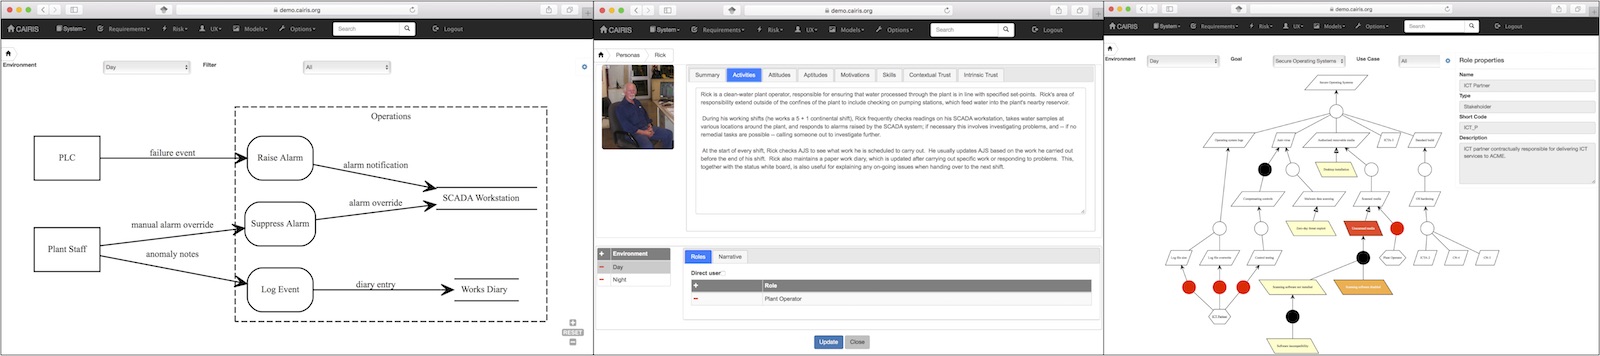 demo.cairis.org
CAIRIS System Requirements Risk UX Models Options Search Logout
Environment Day Filter All
Operations
PLC
failure event
Raise Alarm
alarm notification
SCADA Workstation
alarm override
manual alarm override
Suppress Alarm
Plant Staff
anomaly notes
Log Event
diary entry
Works Diary
RESET
demo.cairis.org
CAIRIS System Requirements Risk UX Models Options Search Logout
Personas Rick
Summary Activities Attitudes Aptitudes Motivations Skills Contextual Trust Intrinsic Trust
Rick is a clean-water plant operator, responsible for ensuring that water processed through the plant is in line with specified set-points. Rick's area of
responsibility extend outside of the confines of the plant to include checking on pumping stations, which feed water into the plant's nearby reservoir.
During his working shifts (he works a 5 + 1 continental shift), Rick frequently checks readings on his SCADA workstation, takes water samples at
various locations around the plant, and responds to alarms raised by the SCADA system; if necessary this involves investigating problems, and -- if no
remedial tasks are possible -- calling someone out to investigate further.
At the start of every shift, Rick checks AJS to see what work he is scheduled to carry out. He usually updates AJS based on the work he carried out
before the end of his shift. Rick also maintains a paper work diary, which is updated after carrying out specific work or responding to problems. This,
together with the status white board, is also useful for explaining any on-going issues when handing over to the next shift.
Environment
Day
Night
Roles Narrative
Direct user
Role
Plant Operator
Update Close
demo.cairis.org
CAIRIS System Requirements Risk UX Models Options Search Logout
Environment Day Goal Secure Operating Systems Use Case All
Role properties
Name
ICT Partner
Type
Stakeholder
Short Code
ICT_P
Description
ICT partner contractually responsible for delivering ICT
services to ACME.
Secure Operating Systems
Compensating controls
ICT Partner